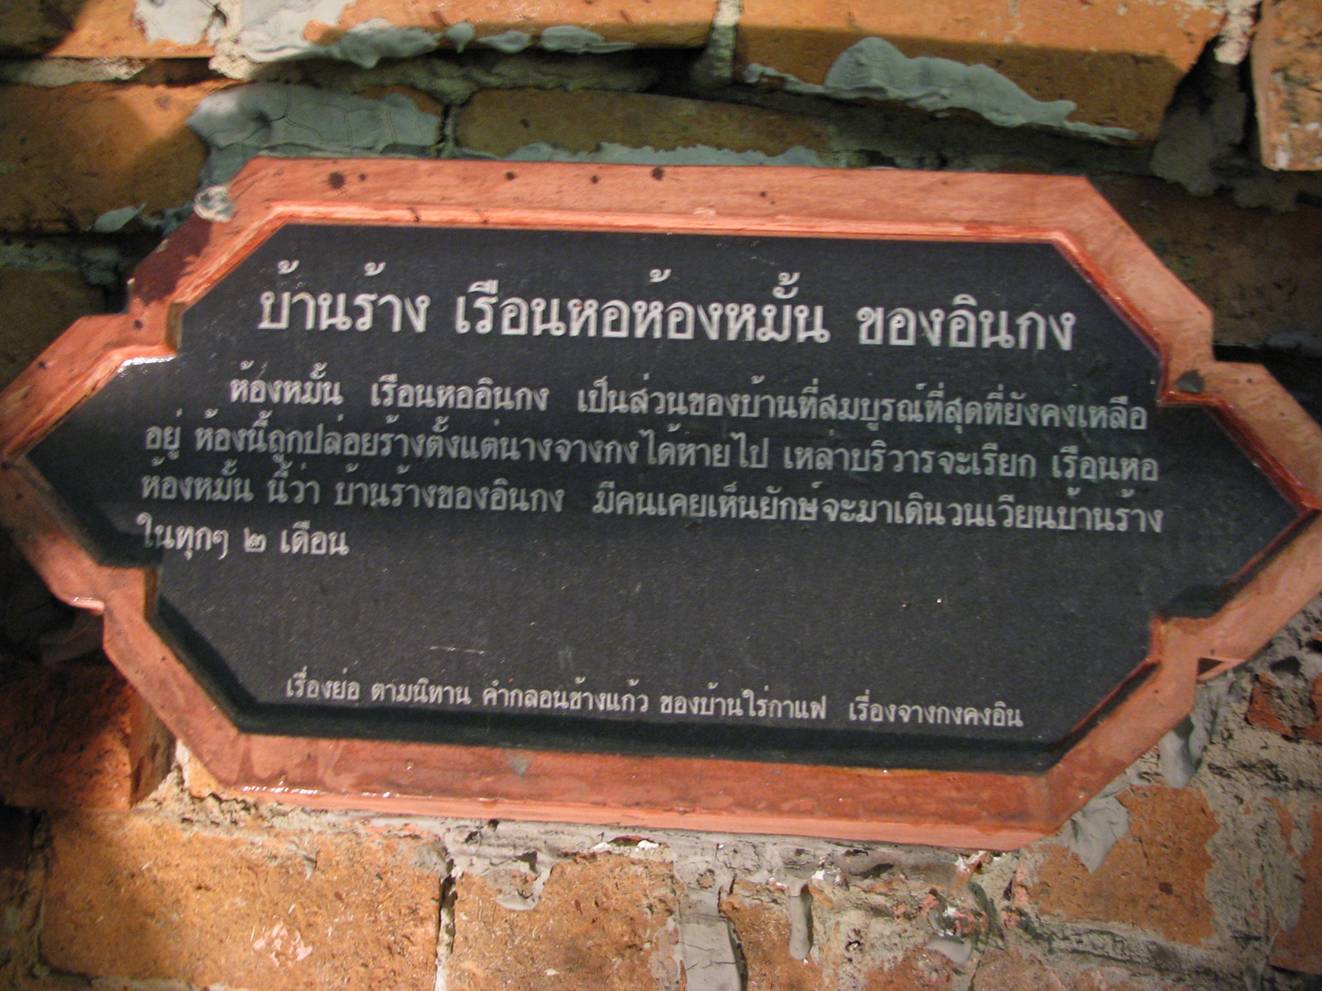 บ้านร้าง เรือนหอห้องหมั้น ของอินกง
ห้องหมั้น เรือนหออินกง เป็นส่วนของบ้านที่สมบูรณ์ที่สุดที่ยังคงเหลือ
อยู่ ห้องนี้ถูกปล่อยร้างตั้งแต่นางจางกงได้หายไป เหล่าบริวารจะเรียก เรือนหอ
ห้องหมั้น นี้ว่า บ้านร้างของอินกง มีคนเคยเห็นยักษ์จะมาเดินวนเวียนบ้านร้าง
ในทุกๆ ๒ เดือน
เรื่องย่อ ตามนิทาน คำกลอนข้างแก้ว ของบ้านใร่กาแฟ เรื่องจางกงคงอิน